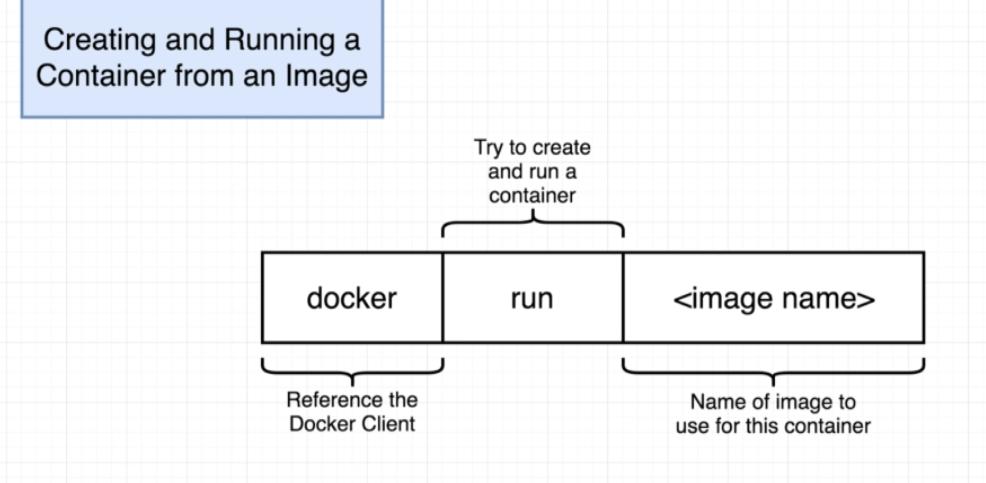 Creating and Running a
Container from an Image
Try to create
and run a
container
docker run <image name>
Reference the
Docker Client
Name of image to
use for this container